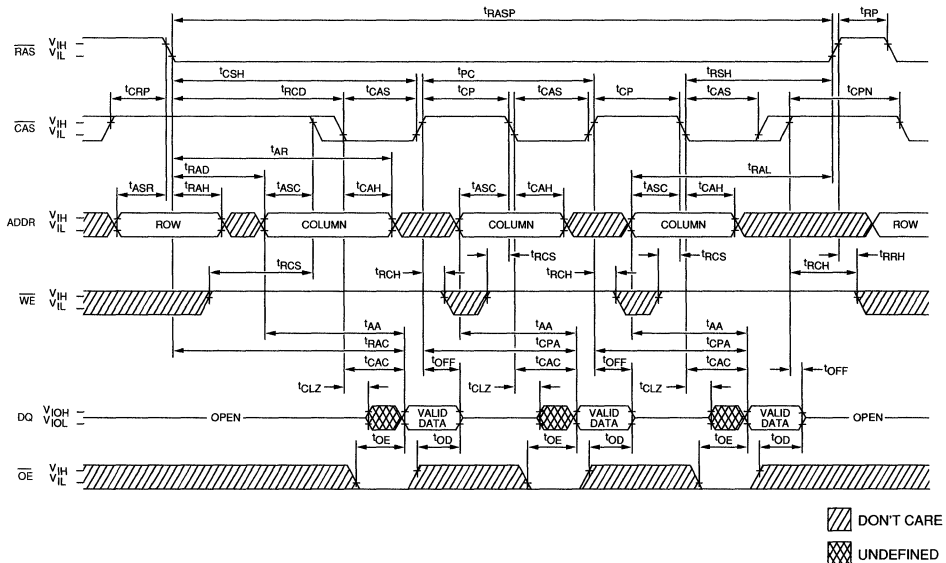 tRASP tRP
RAS VIH VIL
tCSH tPC tRSH
tCRP tRCD tCAS tCP tCAS tCP tCAS tCPN
CAS VIH VIL
tAR
tRAD tRAL
tASR tRAH tASC tCAH tASC tCAH tASC tCAH
ADDR VIH VIL ROW COLUMN COLUMN COLUMN ROW
tRCS tRCH tRCS tRCH tRCS tRCH tRRH
WE VIH VIL
tAA tAA tAA
tRAC tCPA tCPA
tCAC tOFF tCAC tOFF tCAC tOFF
tCLZ tCLZ tCLZ
DQ VIOH VIOL OPEN VALID DATA VALID DATA VALID DATA OPEN
tOE tOD tOE tOD tOE tOD
OE VIH VIL
DON'T CARE
UNDEFINED